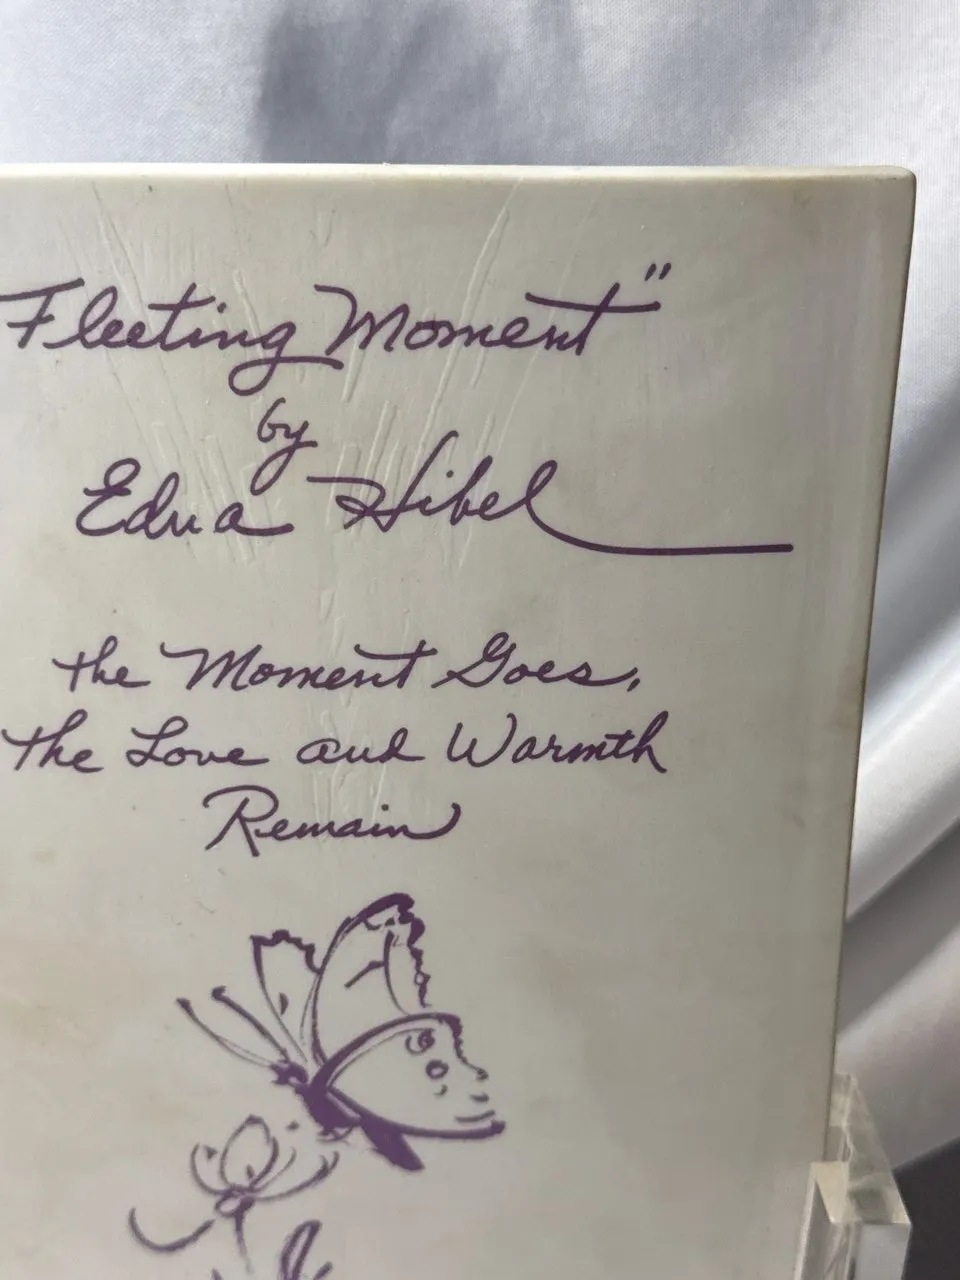 Fleeting Moment"
by
Edna Hibel
the Moment Goes,
the Love and Warmth
Remain